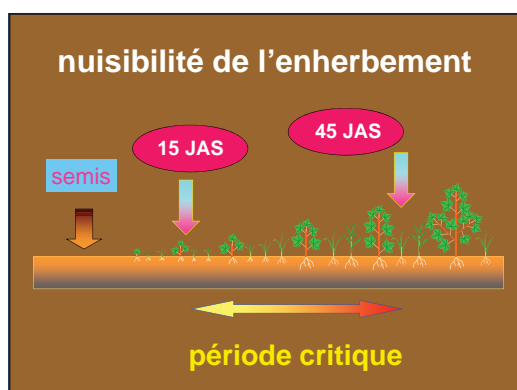 nuisibilité de l'enherbement
45 JAS
15 JAS
semis
période critique